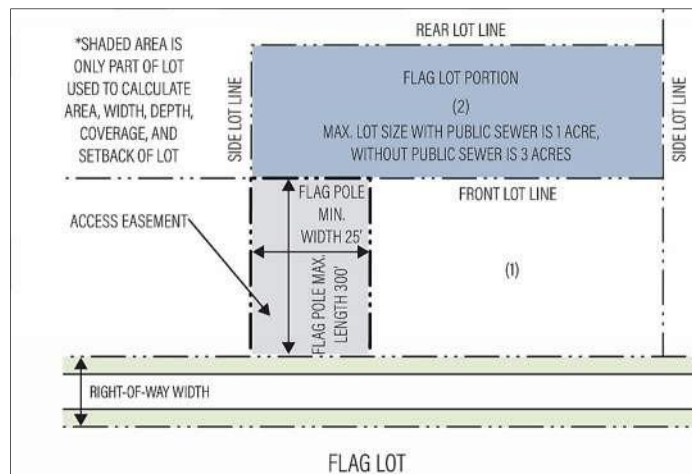 REAR LOT LINE
*SHADED AREA IS
ONLY PART OF LOT
USED TO CALCULATE
AREA, WIDTH, DEPTH,
COVERAGE, AND
SETBACK OF LOT
SIDE LOT LINE
FLAG LOT PORTION
(2)
MAX. LOT SIZE WITH PUBLIC SEWER IS 1 ACRE,
WITHOUT PUBLIC SEWER IS 3 ACRES
SIDE LOT LINE
FLAG POLE
MIN.
WIDTH 25'
FRONT LOT LINE
ACCESS EASEMENT
FLAG POLE MAX.
LENGTH 300'
(1)
RIGHT-OF-WAY WIDTH
FLAG LOT